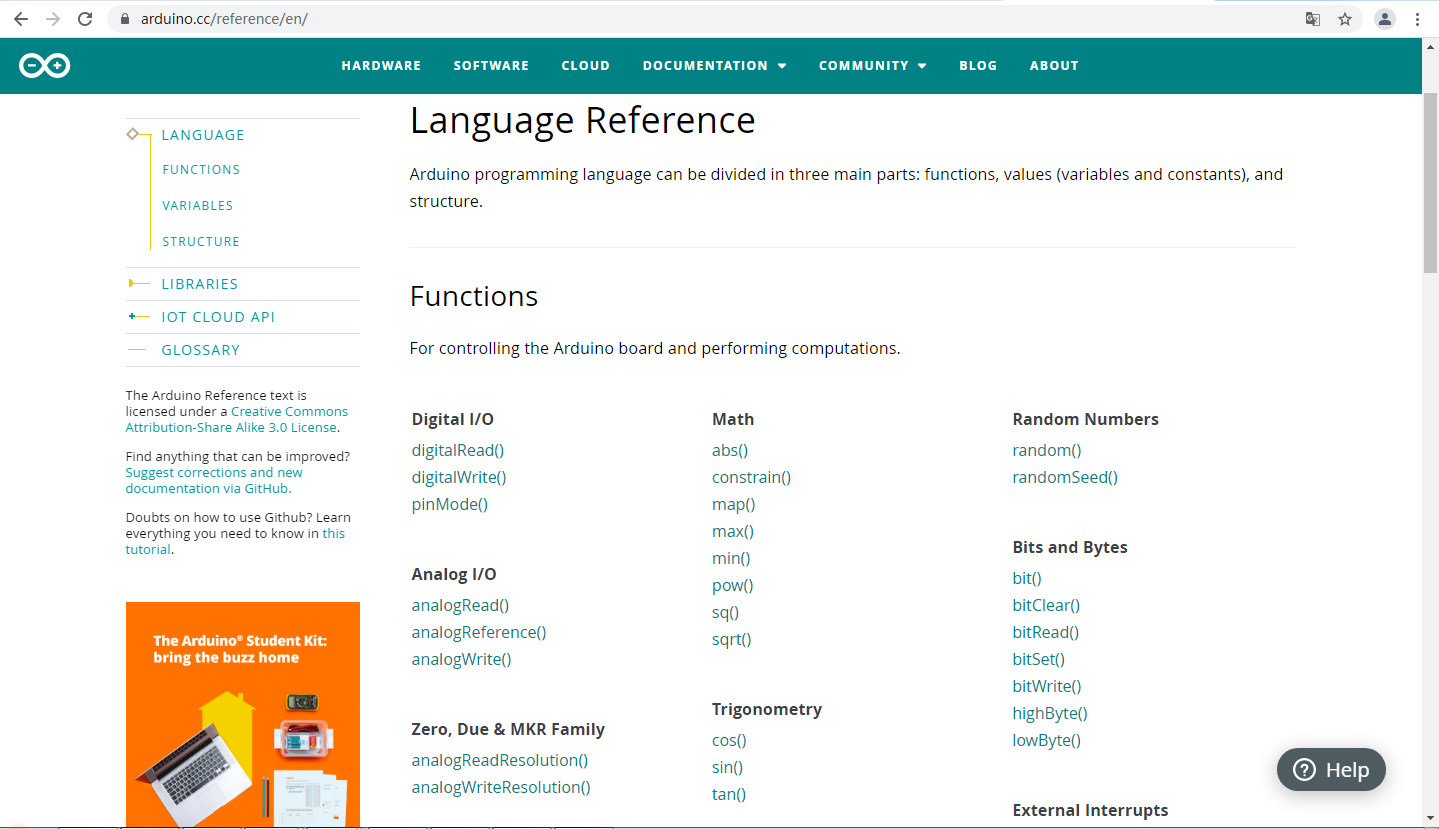 arduino.cc/reference/en/
HARDWARE SOFTWARE CLOUD DOCUMENTATION COMMUNITY BLOG ABOUT
LANGUAGE
FUNCTIONS
VARIABLES
STRUCTURE
LIBRARIES
IOT CLOUD API
GLOSSARY
The Arduino Reference text is
licensed under a Creative Commons
Attribution-Share Alike 3.0 License.
Find anything that can be improved?
Suggest corrections and new
documentation via GitHub.
Doubts on how to use Github? Learn
everything you need to know in this
tutorial.
The Arduino® Student Kit:
bring the buzz home
Language Reference
Arduino programming language can be divided in three main parts: functions, values (variables and constants), and
structure.
Functions
For controlling the Arduino board and performing computations.
Digital I/O
digitalRead()
digitalWrite()
pinMode()
Analog I/O
analogRead()
analogReference()
analogWrite()
Zero, Due & MKR Family
analogReadResolution()
analogWriteResolution()
Math
abs()
constrain()
map()
max()
min()
pow()
sq()
sqrt()
Trigonometry
cos()
sin()
tan()
Random Numbers
random()
randomSeed()
Bits and Bytes
bit()
bitClear()
bitRead()
bitSet()
bitWrite()
highByte()
lowByte()
External Interrupts
Help